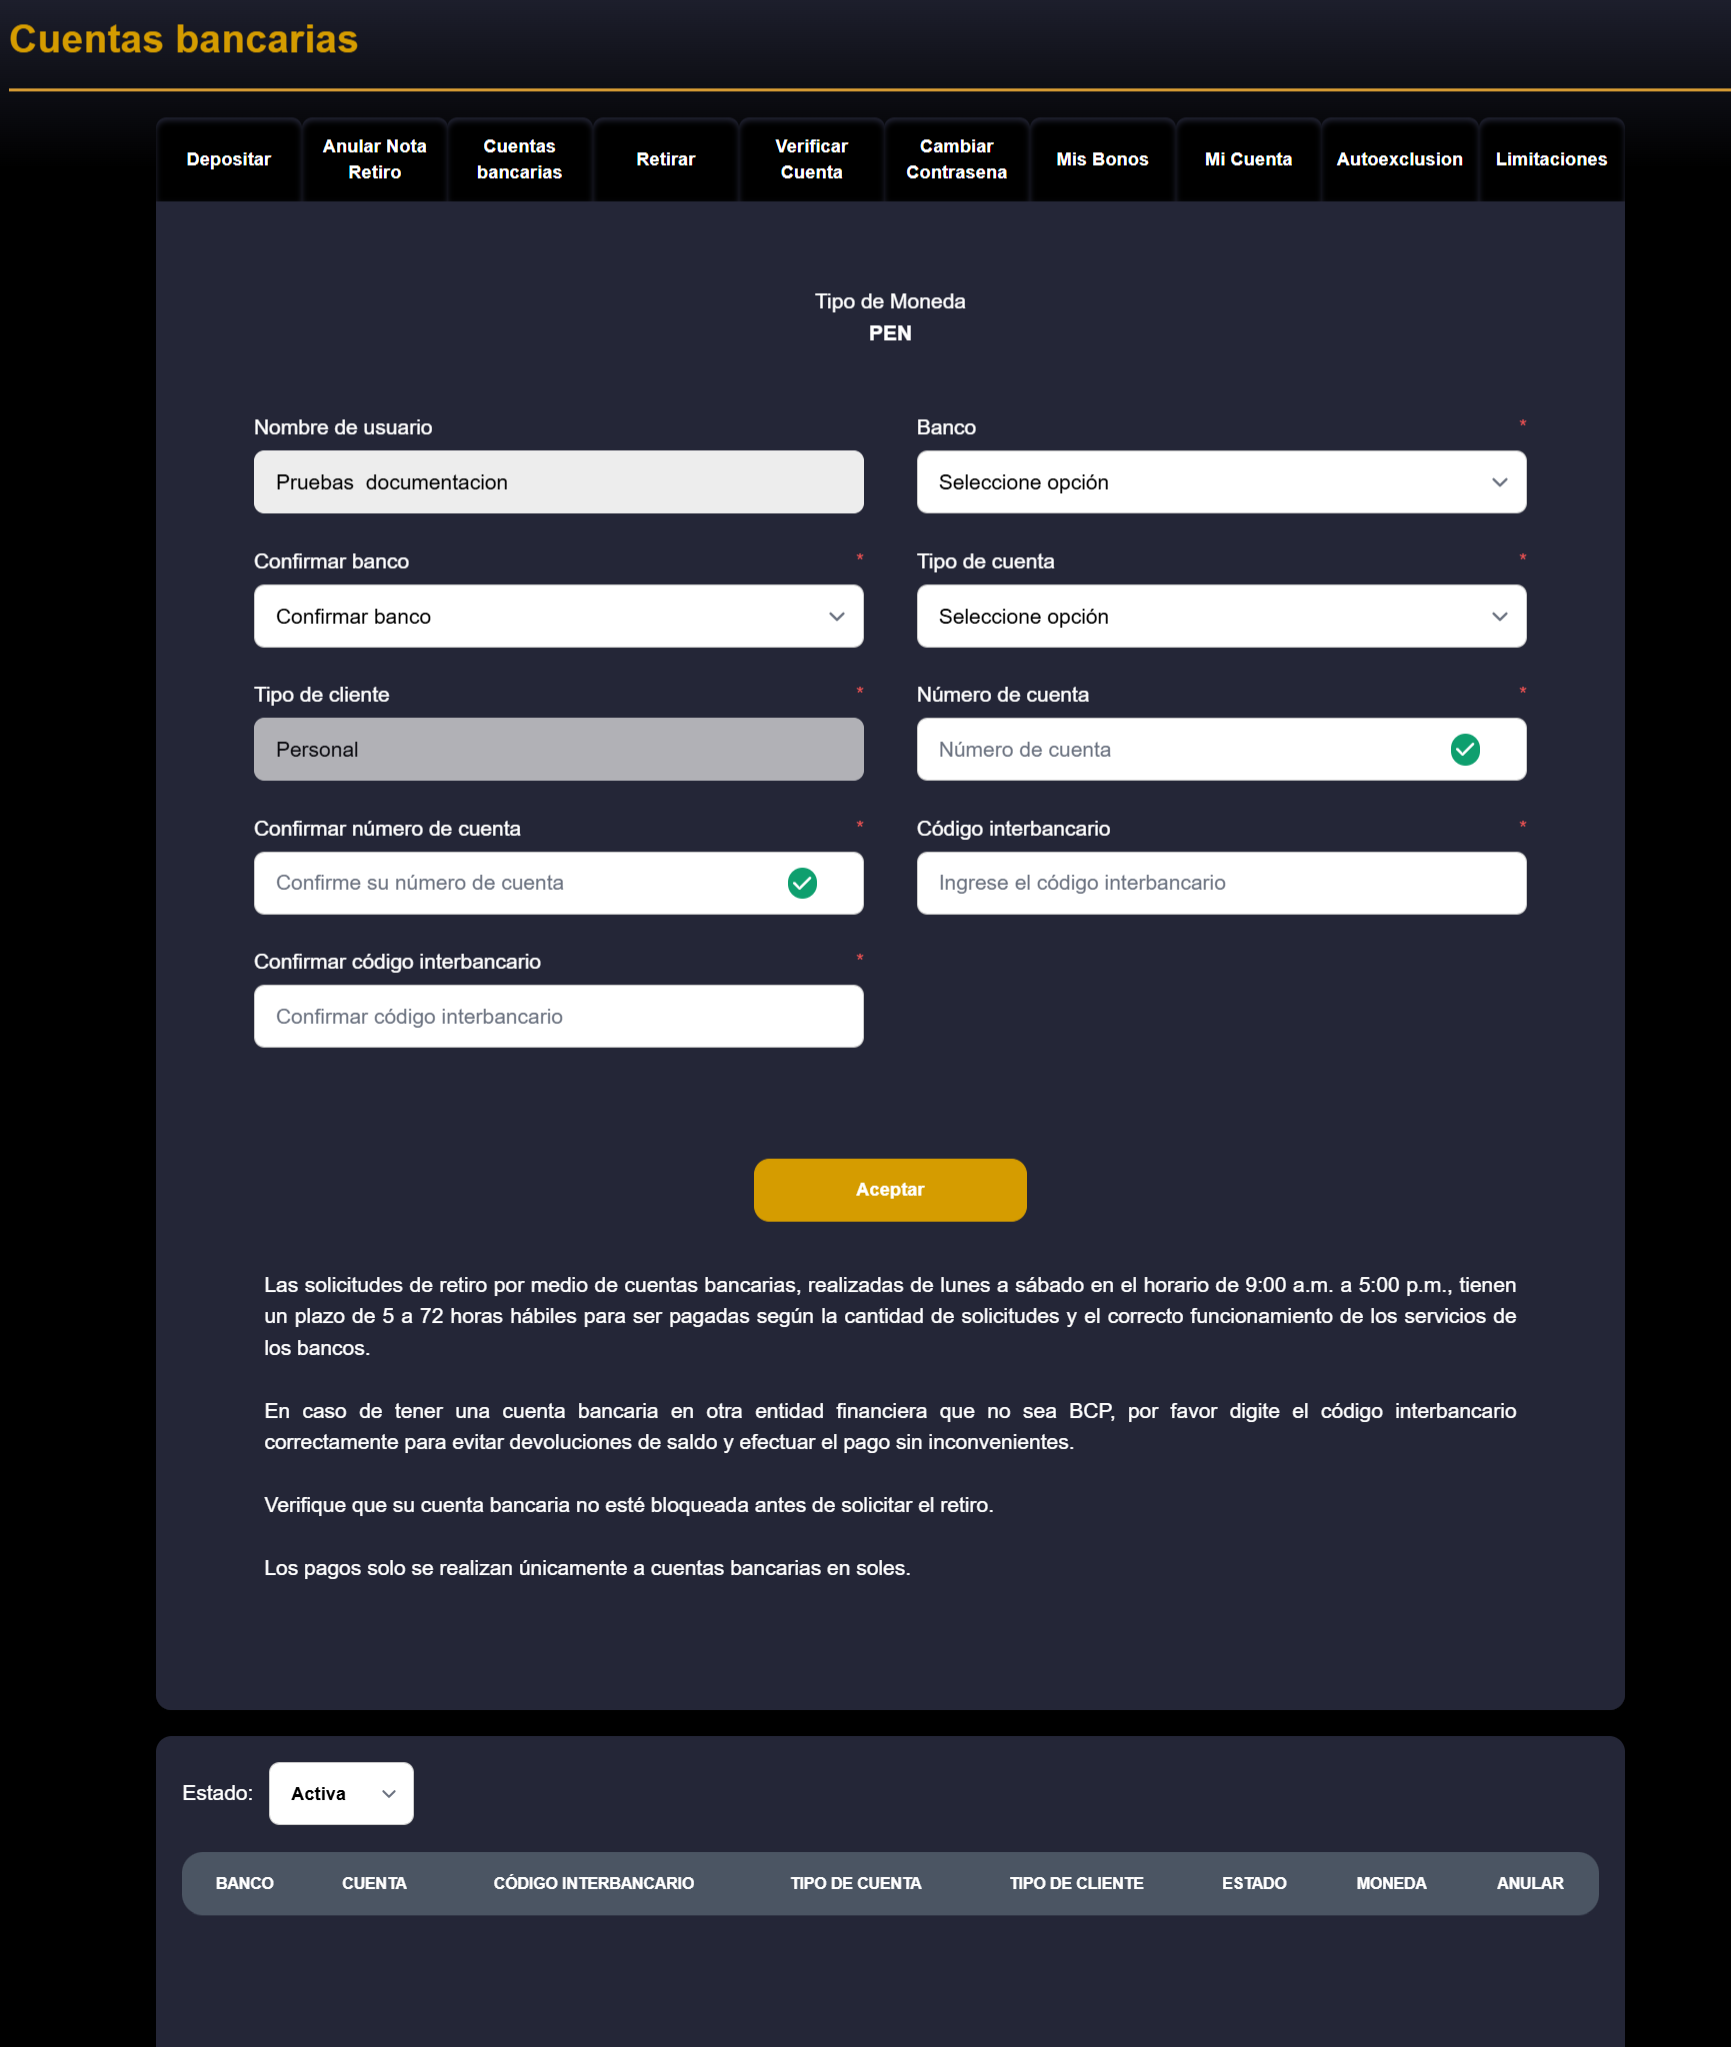 Cuentas bancarias
Depositar
Anular Nota
Retiro
Cuentas
bancarias
Retirar
Verificar
Cuenta
Cambiar
Contrasena
Mis Bonos
Mi Cuenta
Autoexclusion
Limitaciones
Tipo de Moneda
PEN
Nombre de usuario
Pruebas  documentacion
Banco *
Seleccione opción
Confirmar banco *
Confirmar banco
Tipo de cuenta *
Seleccione opción
Tipo de cliente *
Personal
Número de cuenta *
Número de cuenta
Confirmar número de cuenta *
Confirme su número de cuenta
Código interbancario *
Ingrese el código interbancario
Confirmar código interbancario *
Confirmar código interbancario
Aceptar
Las solicitudes de retiro por medio de cuentas bancarias, realizadas de lunes a sábado en el horario de 9:00 a.m. a 5:00 p.m., tienen
un plazo de 5 a 72 horas hábiles para ser pagadas según la cantidad de solicitudes y el correcto funcionamiento de los servicios de
los bancos.
En caso de tener una cuenta bancaria en otra entidad financiera que no sea BCP, por favor digite el código interbancario
correctamente para evitar devoluciones de saldo y efectuar el pago sin inconvenientes.
Verifique que su cuenta bancaria no esté bloqueada antes de solicitar el retiro.
Los pagos solo se realizan únicamente a cuentas bancarias en soles.
Estado: Activa
BANCO CUENTA CÓDIGO INTERBANCARIO TIPO DE CUENTA TIPO DE CLIENTE ESTADO MONEDA ANULAR